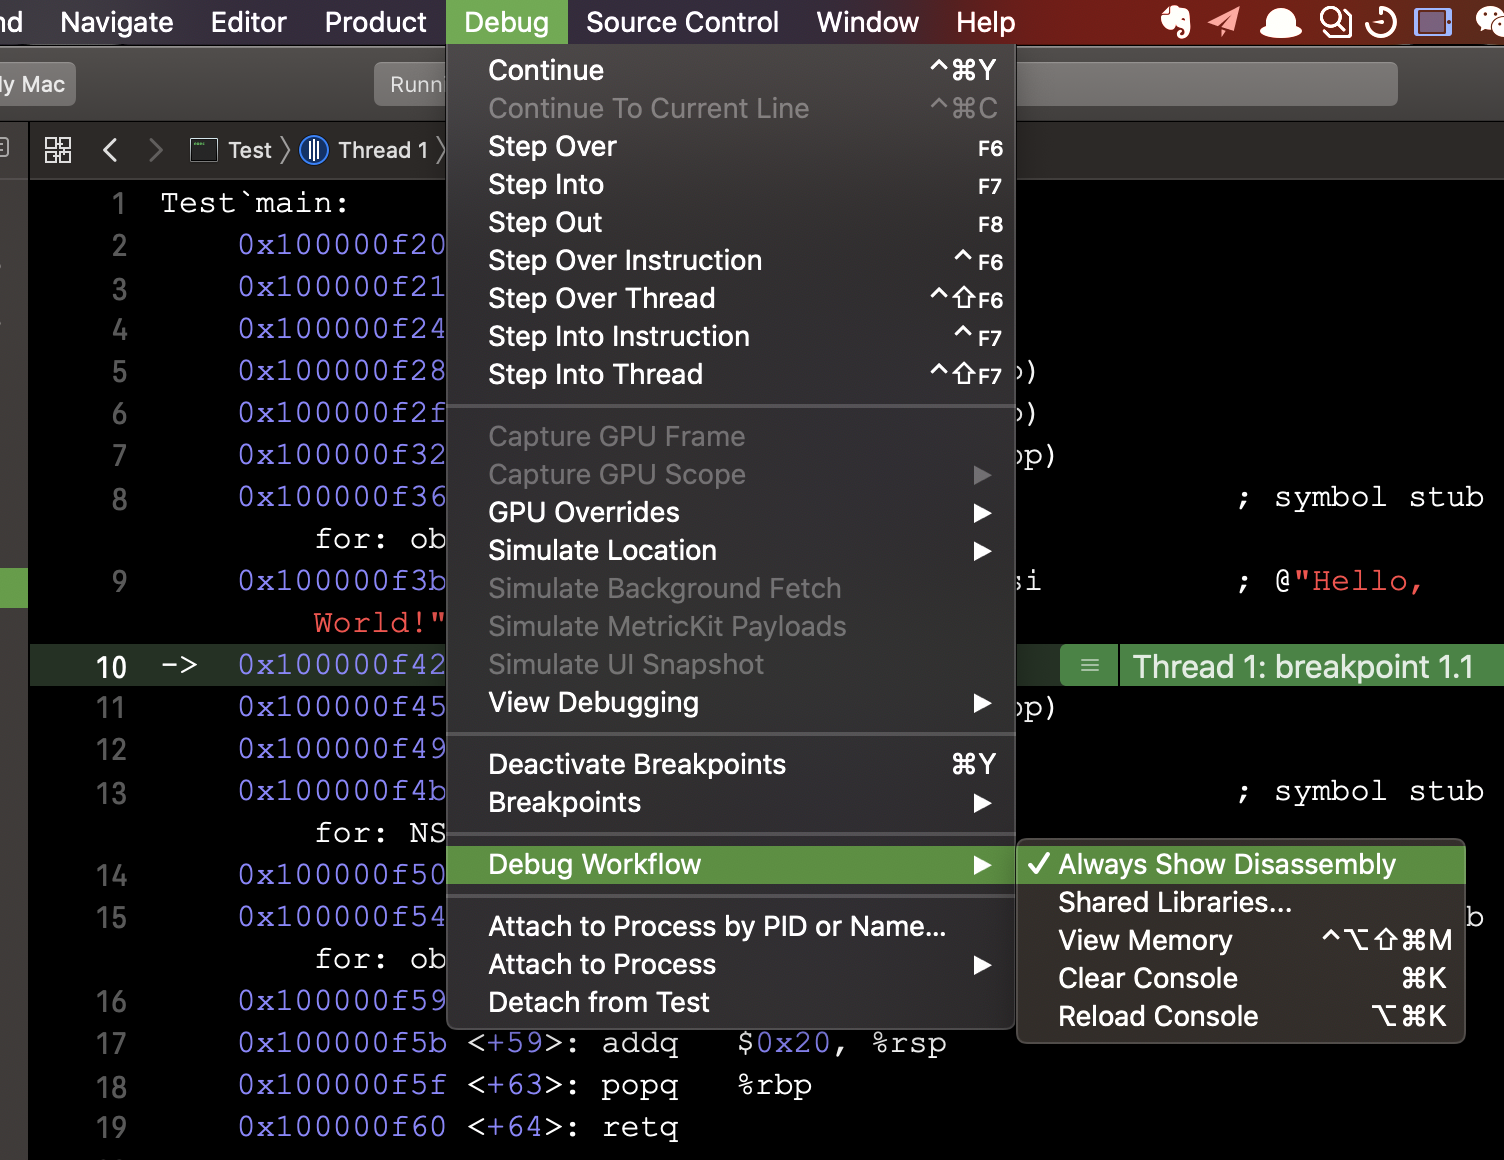 nd Navigate Editor Product Debug Source Control Window Help
ly Mac Runni
Test Thread 1
Continue ^⌘Y
Continue To Current Line ^⌘C
Step Over F6
Step Into F7
Step Out F8
Step Over Instruction ^F6
Step Over Thread ^⇧F6
Step Into Instruction ^F7
Step Into Thread ^⇧F7
Capture GPU Frame
Capture GPU Scope ▶
GPU Overrides ▶
Simulate Location ▶
Simulate Background Fetch
Simulate MetricKit Payloads
Simulate UI Snapshot
View Debugging ▶
Deactivate Breakpoints ⌘Y
Breakpoints ▶
Debug Workflow ▶
Attach to Process by PID or Name...
Attach to Process ▶
Detach from Test
✓ Always Show Disassembly
Shared Libraries...
View Memory ^⌥⇧⌘M
Clear Console ⌘K
Reload Console ⌥⌘K
1 Test`main:
2 0x100000f20
3 0x100000f21
4 0x100000f24
5 0x100000f28 )
6 0x100000f2f )
7 0x100000f32 p)
8 0x100000f36 ; symbol stub
for: ob
9 0x100000f3b si ; @"Hello,
World!"
10 -> 0x100000f42 Thread 1: breakpoint 1.1
11 0x100000f45 p)
12 0x100000f49
13 0x100000f4b ; symbol stub
for: NS
14 0x100000f50
15 0x100000f54 b
for: ob
16 0x100000f59
17 0x100000f5b <+59>: addq $0x20, %rsp
18 0x100000f5f <+63>: popq %rbp
19 0x100000f60 <+64>: retq